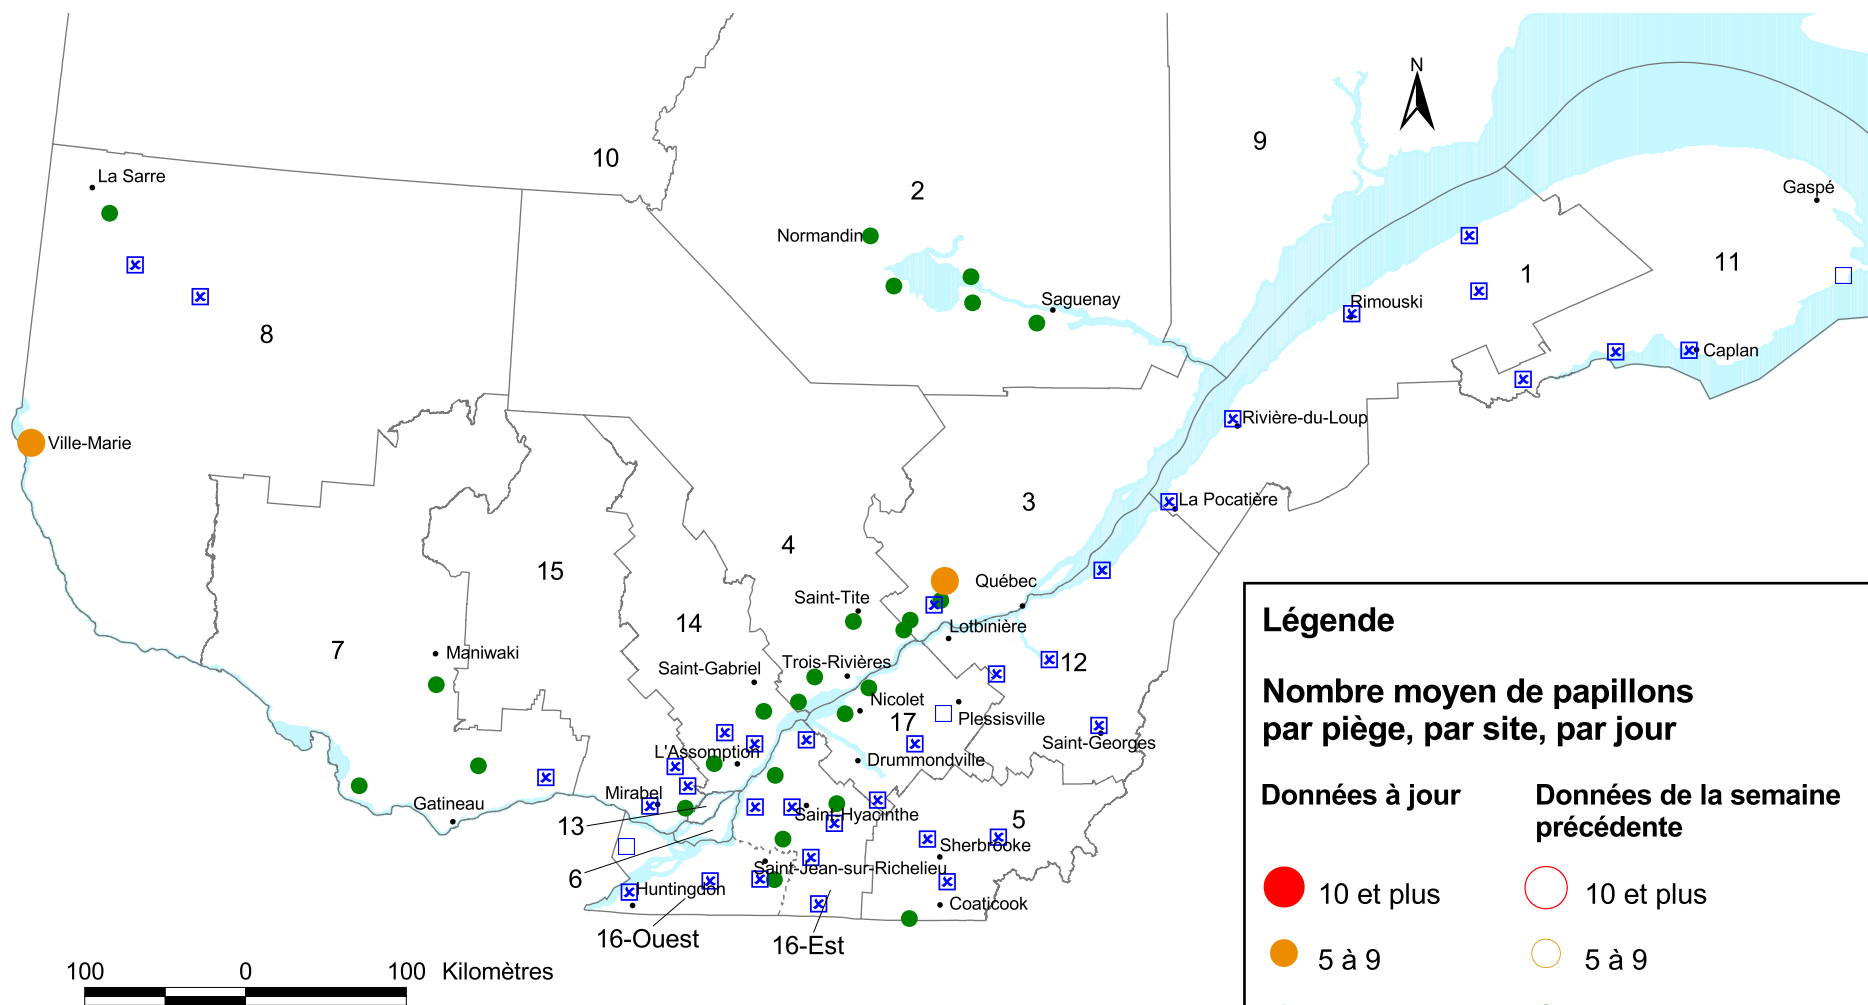 N
9
10
La Sarre
2
Gaspé
Normandin
11
1
Saguenay
Rimouski
8
Caplan
Rivière-du-Loup
Ville-Marie
3
La Pocatière
4
15
Québec
Saint-Tite
14
Lotbinière
7
Maniwaki
Saint-Gabriel
Trois-Rivières
12
Nicolet
17
Plessisville
Saint-Georges
L'Assomption
Drummondville
Mirabel
Gatineau
Saint-Hyacinthe
13
5
Sherbrooke
Saint-Jean-sur-Richelieu
6
Huntingdon
Coaticook
16-Ouest
16-Est
100 0 100 Kilomètres
Légende
Nombre moyen de papillons
par piège, par site, par jour
Données à jour
Données de la semaine
précédente
10 et plus
10 et plus
5 à 9
5 à 9